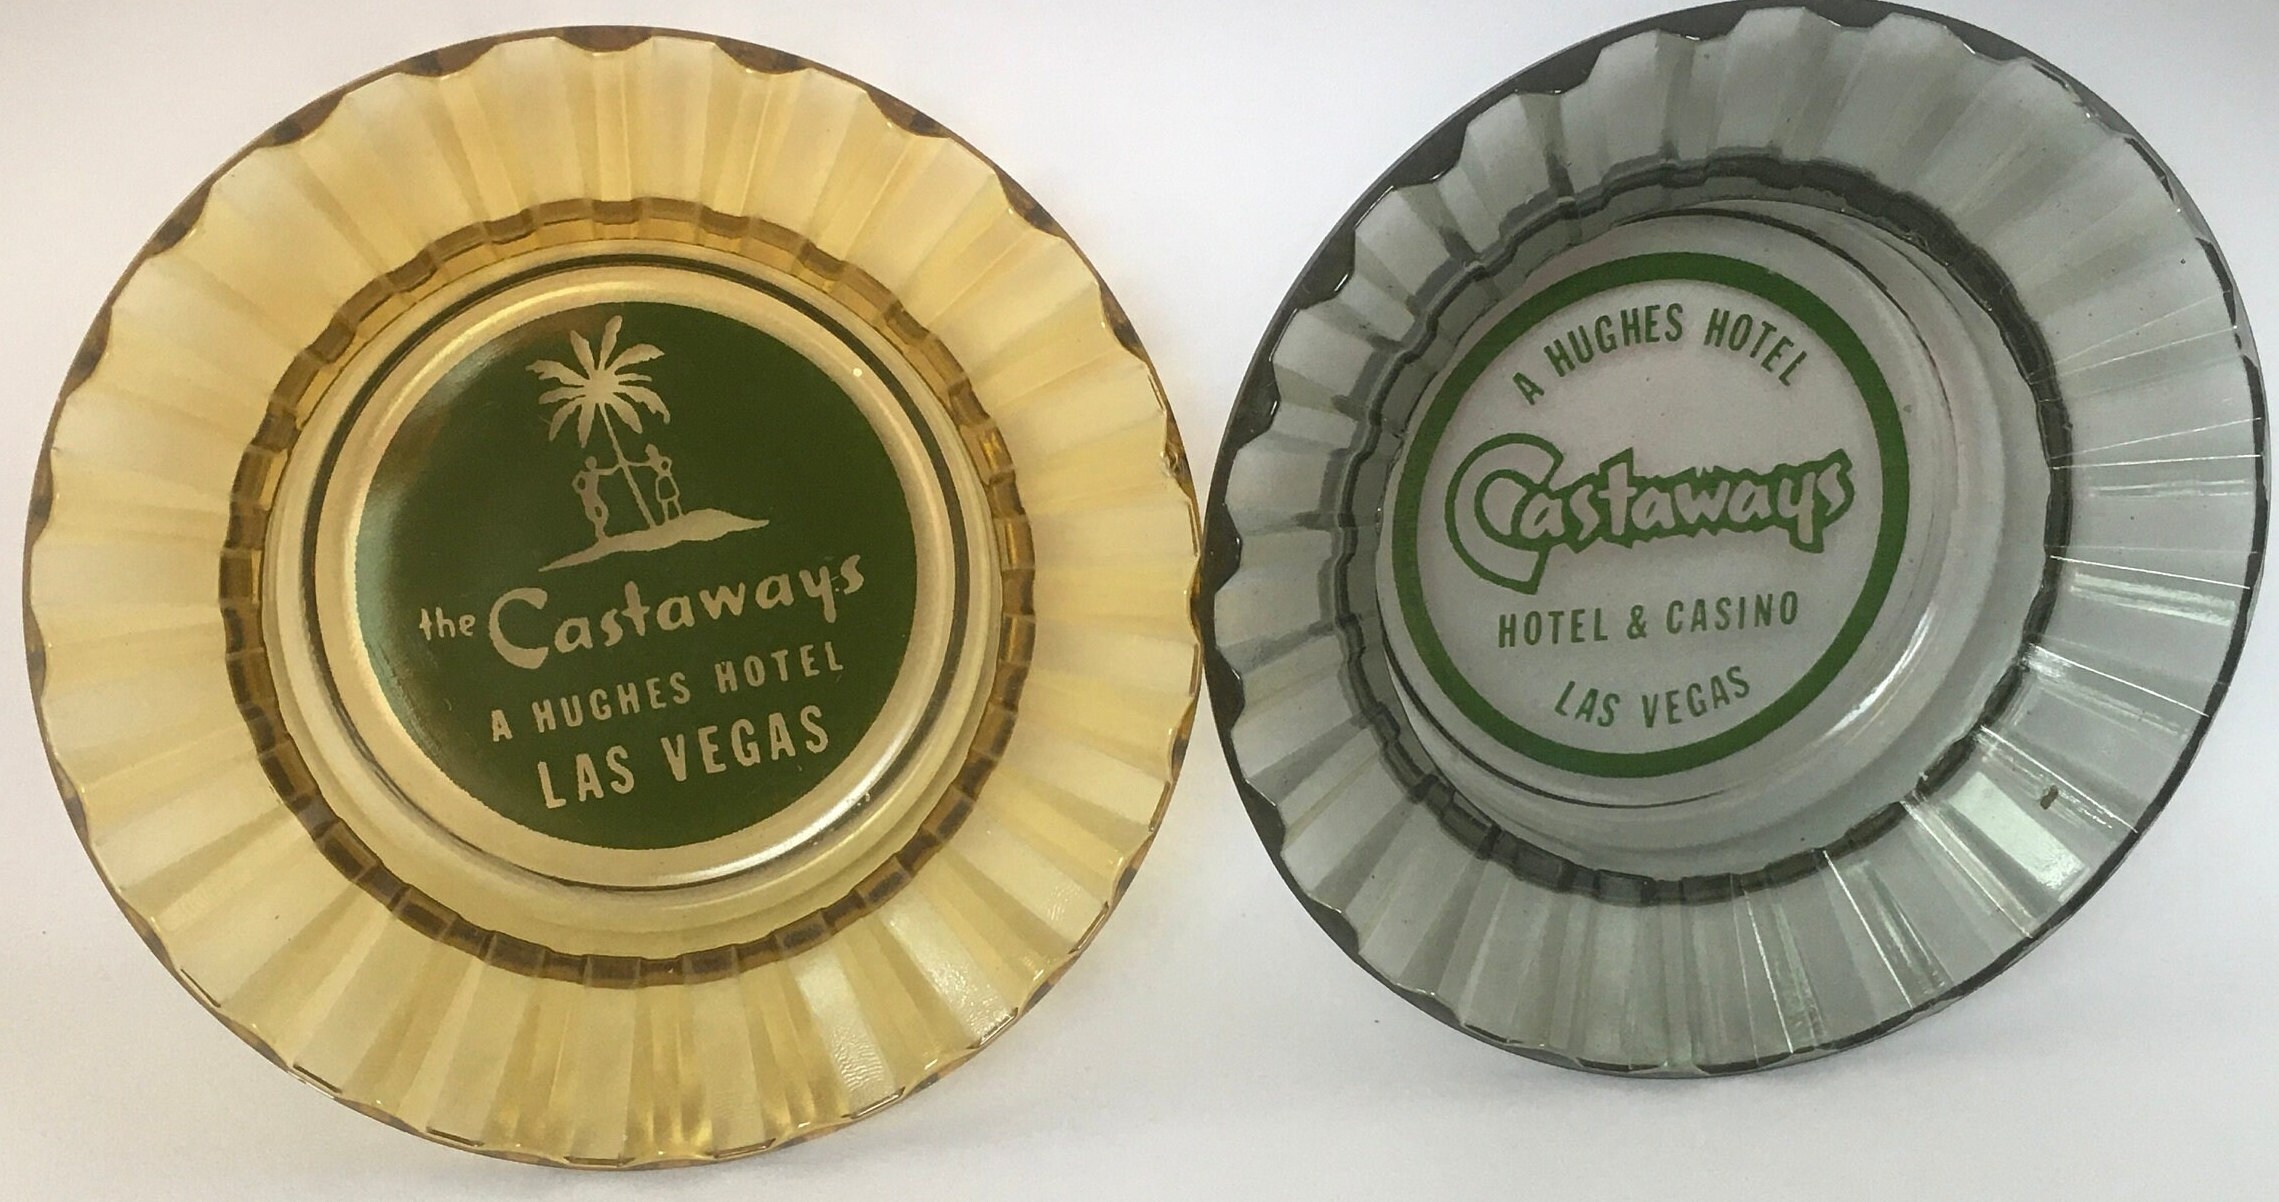 the Castaways
A HUGHES HOTEL
LAS VEGAS
A HUGHES HOTEL
Castaways
HOTEL & CASINO
LAS VEGAS